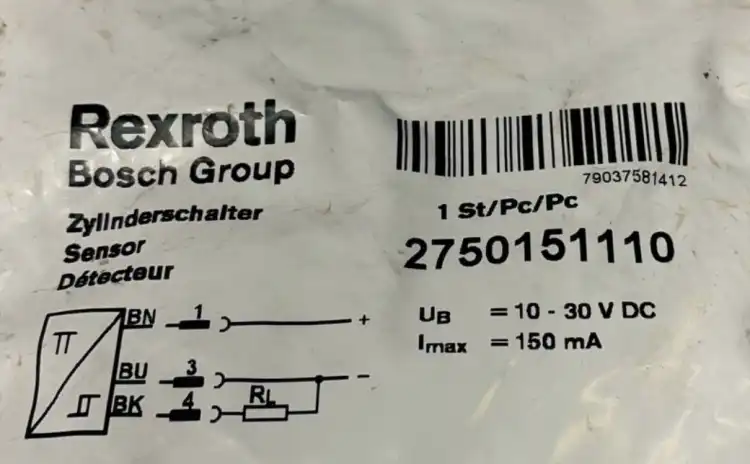 Rexroth
Bosch Group
Zylinderschalter
Sensor
Détecteur
79037581412
1 St/Pc/Pc
2750151110
UB = 10 - 30 V DC
Imax = 150 mA
BN 1 +
BU 3 -
BK 4 RL